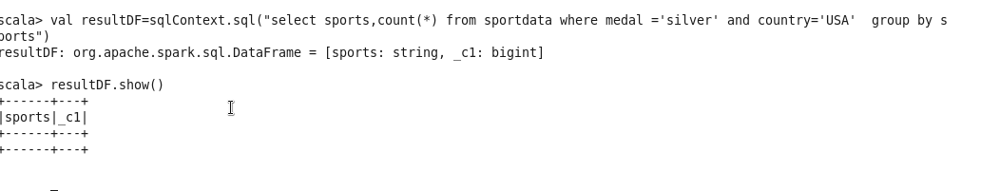 scala> val resultDF=sqlContext.sql("select sports,count(*) from sportdata where medal ='silver' and country='USA'  group by s
ports")
resultDF: org.apache.spark.sql.DataFrame = [sports: string, _c1: bigint]
scala> resultDF.show()
+------+---+
|sports|_c1|
+------+---+
+------+---+